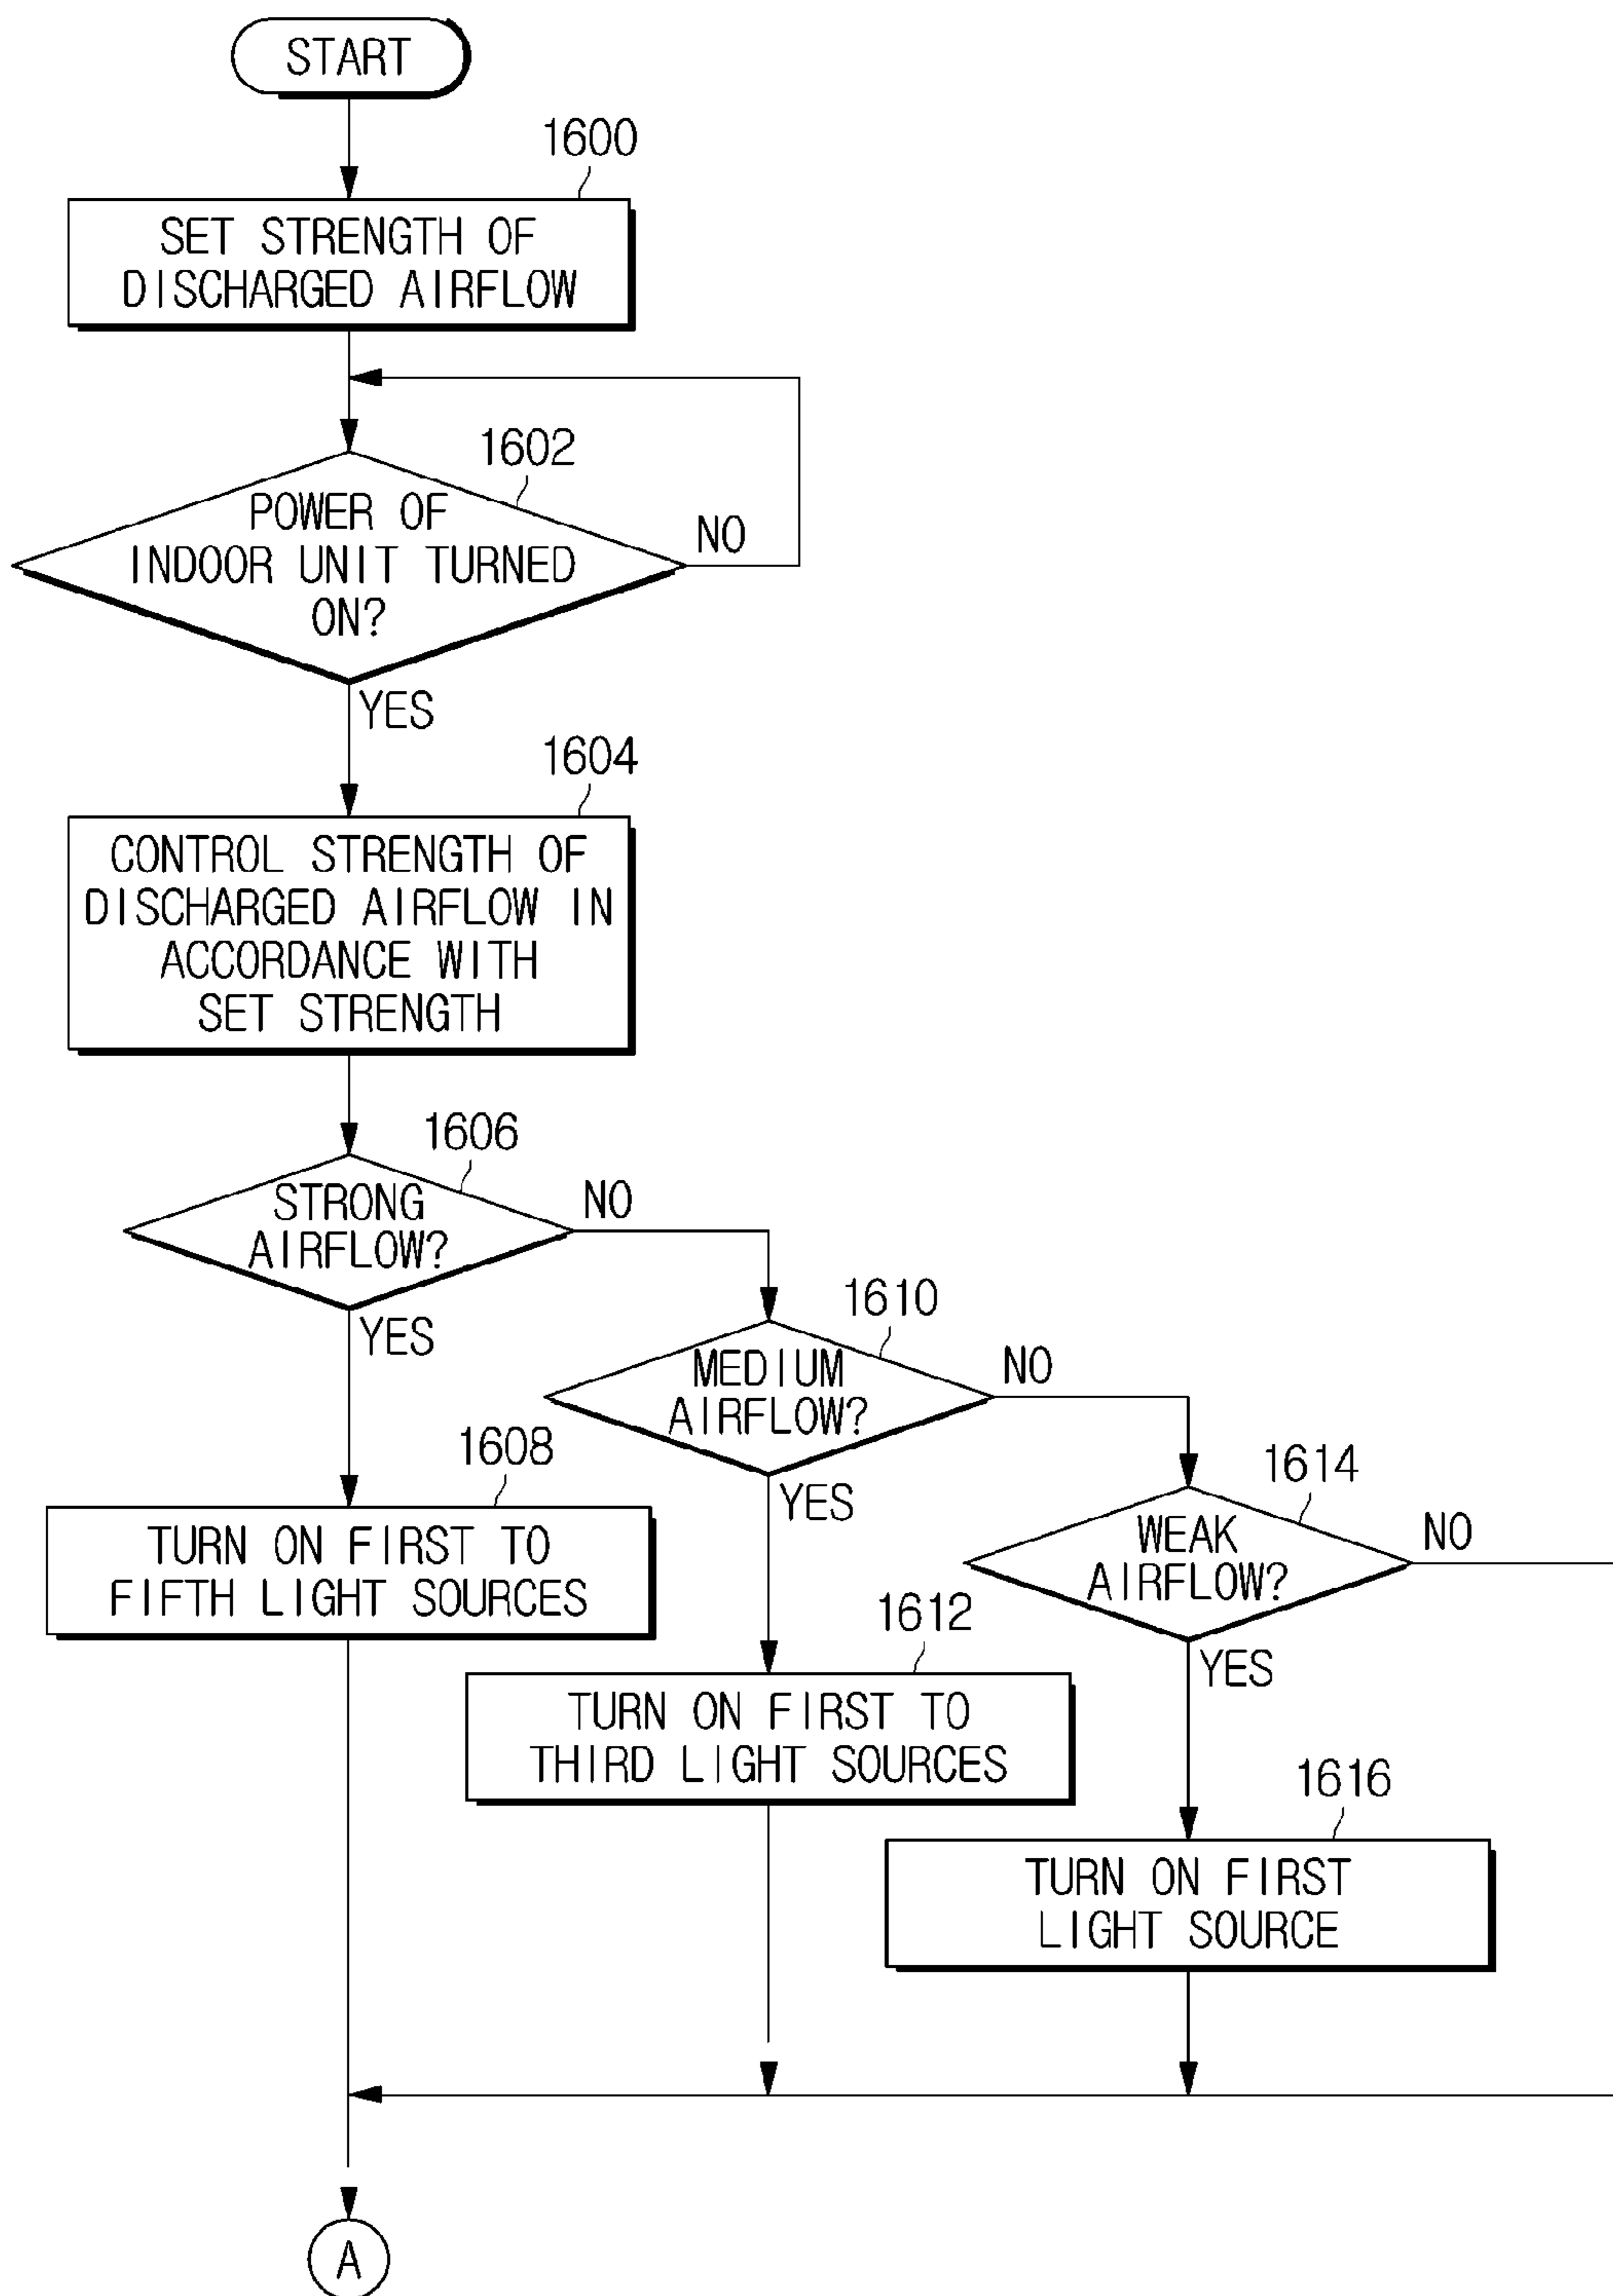 START
1600
SET STRENGTH OF
DISCHARGED AIRFLOW
1602
POWER OF
INDOOR UNIT TURNED
ON?
NO
YES
1604
CONTROL STRENGTH OF
DISCHARGED AIRFLOW IN
ACCORDANCE WITH
SET STRENGTH
1606
STRONG
AIRFLOW?
NO
YES
1610
MEDIUM
AIRFLOW?
NO
YES
1608
TURN ON FIRST TO
FIFTH LIGHT SOURCES
1614
WEAK
AIRFLOW?
NO
YES
1612
TURN ON FIRST TO
THIRD LIGHT SOURCES
1616
TURN ON FIRST
LIGHT SOURCE
A